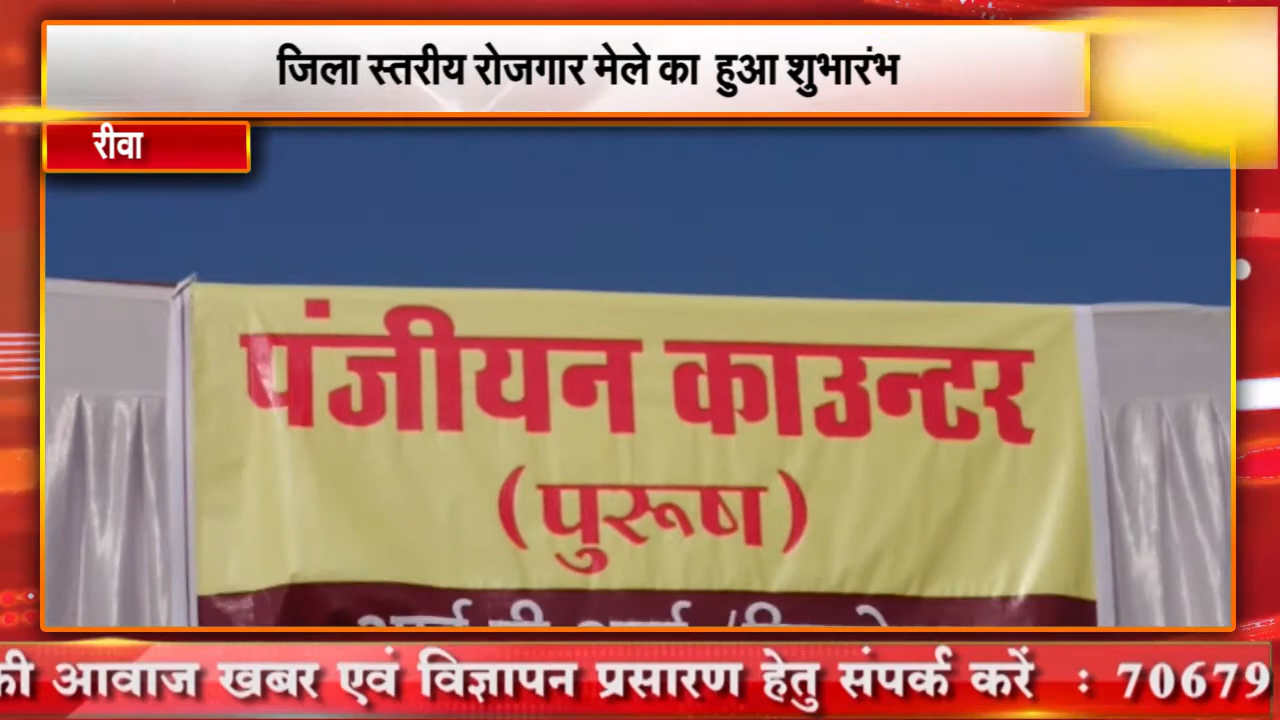 जिला स्तरीय रोजगार मेले का हुआ शुभारंभ
रीवा
पंजीयन काउन्टर
(पुरूष)
आवाज खबर एवं विज्ञापन प्रसारण हेतु संपर्क करें : 70679